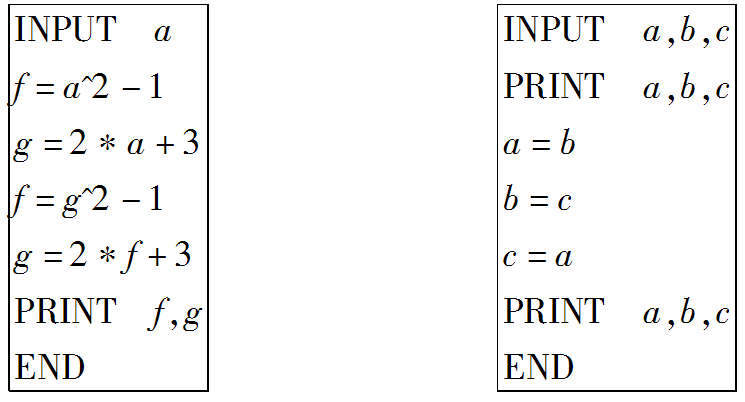 INPUT a
f=a^2-1
g=2*a+3
f=g^2-1
g=2*f+3
PRINT f,g
END
INPUT a,b,c
PRINT a,b,c
a=b
b=c
c=a
PRINT a,b,c
END